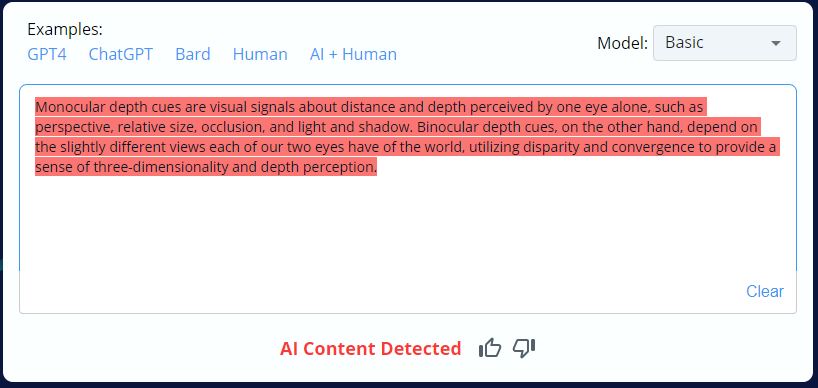 Examples:
GPT4 ChatGPT Bard Human AI + Human
Model: Basic
Monocular depth cues are visual signals about distance and depth perceived by one eye alone, such as
perspective, relative size, occlusion, and light and shadow. Binocular depth cues, on the other hand, depend on
the slightly different views each of our two eyes have of the world, utilizing disparity and convergence to provide a
sense of three-dimensionality and depth perception.
Clear
AI Content Detected